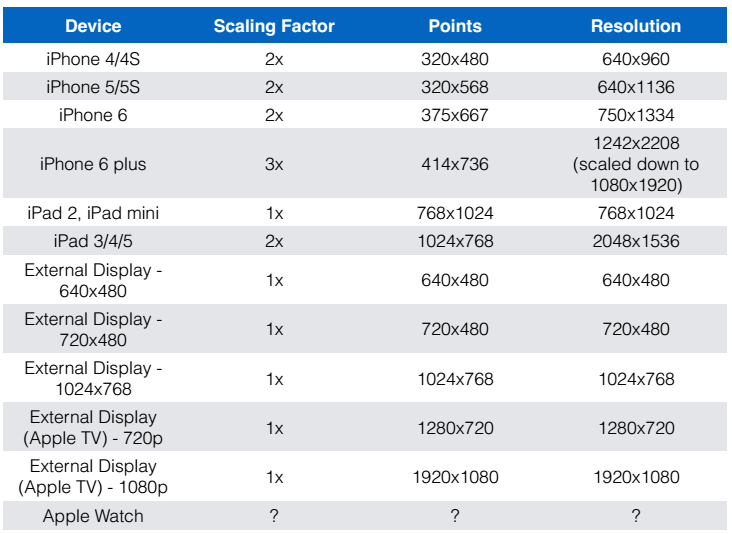 Device Scaling Factor Points Resolution
iPhone 4/4S 2x 320x480 640x960
iPhone 5/5S 2x 320x568 640x1136
iPhone 6 2x 375x667 750x1334
iPhone 6 plus 3x 414x736 1242x2208
(scaled down to
1080x1920)
iPad 2, iPad mini 1x 768x1024 768x1024
iPad 3/4/5 2x 1024x768 2048x1536
External Display -
640x480 1x 640x480 640x480
External Display -
720x480 1x 720x480 720x480
External Display -
1024x768 1x 1024x768 1024x768
External Display
(Apple TV) - 720p 1x 1280x720 1280x720
External Display
(Apple TV) - 1080p 1x 1920x1080 1920x1080
Apple Watch ? ? ?